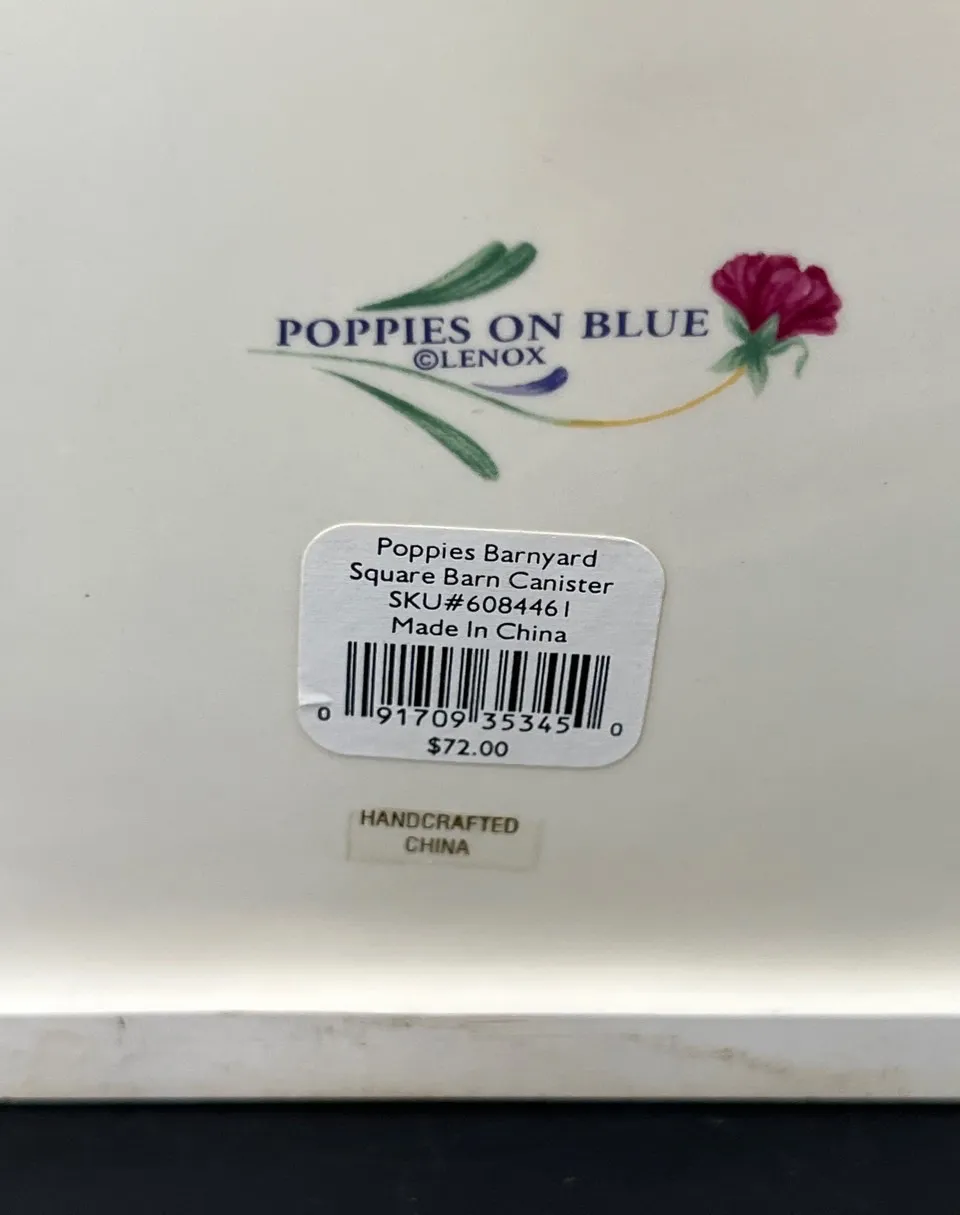 POPPIES ON BLUE
©LENOX
Poppies Barnyard
Square Barn Canister
SKU#6084461
Made In China
0 91709 35345 0
$72.00
HANDCRAFTED
CHINA